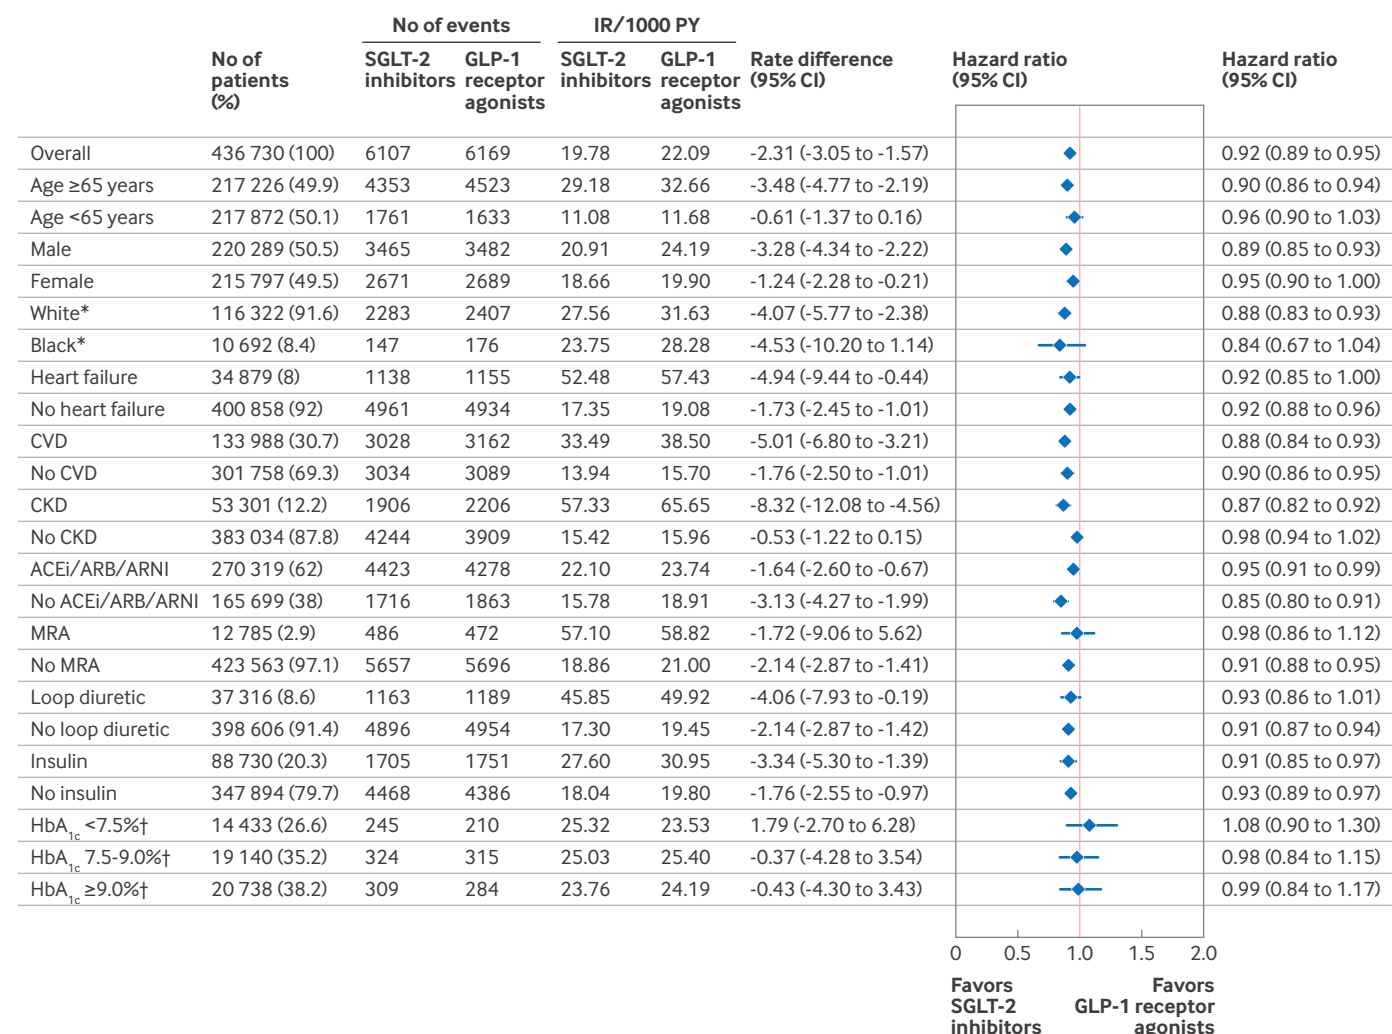 No of events IR/1000 PY
No of SGLT-2 GLP-1 SGLT-2 GLP-1 Rate difference Hazard ratio Hazard ratio
patients inhibitors receptor inhibitors receptor (95% CI) (95% CI) (95% CI)
(%) agonists agonists
Overall 436 730 (100) 6107 6169 19.78 22.09 -2.31 (-3.05 to -1.57) 0.92 (0.89 to 0.95)
Age ≥65 years 217 226 (49.9) 4353 4523 29.18 32.66 -3.48 (-4.77 to -2.19) 0.90 (0.86 to 0.94)
Age <65 years 217 872 (50.1) 1761 1633 11.08 11.68 -0.61 (-1.37 to 0.16) 0.96 (0.90 to 1.03)
Male 220 289 (50.5) 3465 3482 20.91 24.19 -3.28 (-4.34 to -2.22) 0.89 (0.85 to 0.93)
Female 215 797 (49.5) 2671 2689 18.66 19.90 -1.24 (-2.28 to -0.21) 0.95 (0.90 to 1.00)
White* 116 322 (91.6) 2283 2407 27.56 31.63 -4.07 (-5.77 to -2.38) 0.88 (0.83 to 0.93)
Black* 10 692 (8.4) 147 176 23.75 28.28 -4.53 (-10.20 to 1.14) 0.84 (0.67 to 1.04)
Heart failure 34 879 (8) 1138 1155 52.48 57.43 -4.94 (-9.44 to -0.44) 0.92 (0.85 to 1.00)
No heart failure 400 858 (92) 4961 4934 17.35 19.08 -1.73 (-2.45 to -1.01) 0.92 (0.88 to 0.96)
CVD 133 988 (30.7) 3028 3162 33.49 38.50 -5.01 (-6.80 to -3.21) 0.88 (0.84 to 0.93)
No CVD 301 758 (69.3) 3034 3089 13.94 15.70 -1.76 (-2.50 to -1.01) 0.90 (0.86 to 0.95)
CKD 53 301 (12.2) 1906 2206 57.33 65.65 -8.32 (-12.08 to -4.56) 0.87 (0.82 to 0.92)
No CKD 383 034 (87.8) 4244 3909 15.42 15.96 -0.53 (-1.22 to 0.15) 0.98 (0.94 to 1.02)
ACEi/ARB/ARNI 270 319 (62) 4423 4278 22.10 23.74 -1.64 (-2.60 to -0.67) 0.95 (0.91 to 0.99)
No ACEi/ARB/ARNI 165 699 (38) 1716 1863 15.78 18.91 -3.13 (-4.27 to -1.99) 0.85 (0.80 to 0.91)
MRA 12 785 (2.9) 486 472 57.10 58.82 -1.72 (-9.06 to 5.62) 0.98 (0.86 to 1.12)
No MRA 423 563 (97.1) 5657 5696 18.86 21.00 -2.14 (-2.87 to -1.41) 0.91 (0.88 to 0.95)
Loop diuretic 37 316 (8.6) 1163 1189 45.85 49.92 -4.06 (-7.93 to -0.19) 0.93 (0.86 to 1.01)
No loop diuretic 398 606 (91.4) 4896 4954 17.30 19.45 -2.14 (-2.87 to -1.42) 0.91 (0.87 to 0.94)
Insulin 88 730 (20.3) 1705 1751 27.60 30.95 -3.34 (-5.30 to -1.39) 0.91 (0.85 to 0.97)
No insulin 347 894 (79.7) 4468 4386 18.04 19.80 -1.76 (-2.55 to -0.97) 0.93 (0.89 to 0.97)
HbA1c <7.5%† 14 433 (26.6) 245 210 25.32 23.53 1.79 (-2.70 to 6.28) 1.08 (0.90 to 1.30)
HbA1c 7.5-9.0%† 19 140 (35.2) 324 315 25.03 25.40 -0.37 (-4.28 to 3.54) 0.98 (0.84 to 1.15)
HbA1c ≥9.0%† 20 738 (38.2) 309 284 23.76 24.19 -0.43 (-4.30 to 3.43) 0.99 (0.84 to 1.17)
0 0.5 1.0 1.5 2.0
Favors Favors
SGLT-2 GLP-1 receptor
inhibitors agonists